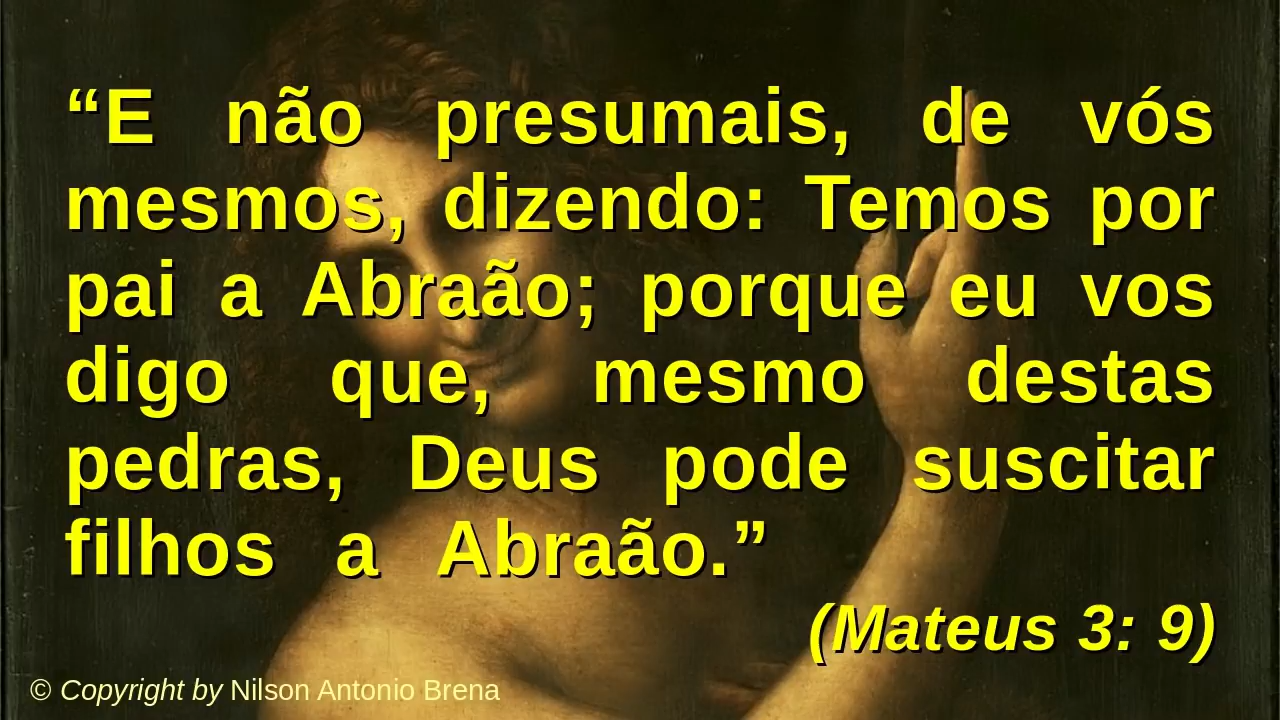 “E não presumais, de vós
mesmos, dizendo: Temos por
pai a Abraão; porque eu vos
digo que, mesmo destas
pedras, Deus pode suscitar
filhos a Abraão.”
(Mateus 3: 9)
© Copyright by Nilson Antonio Brena